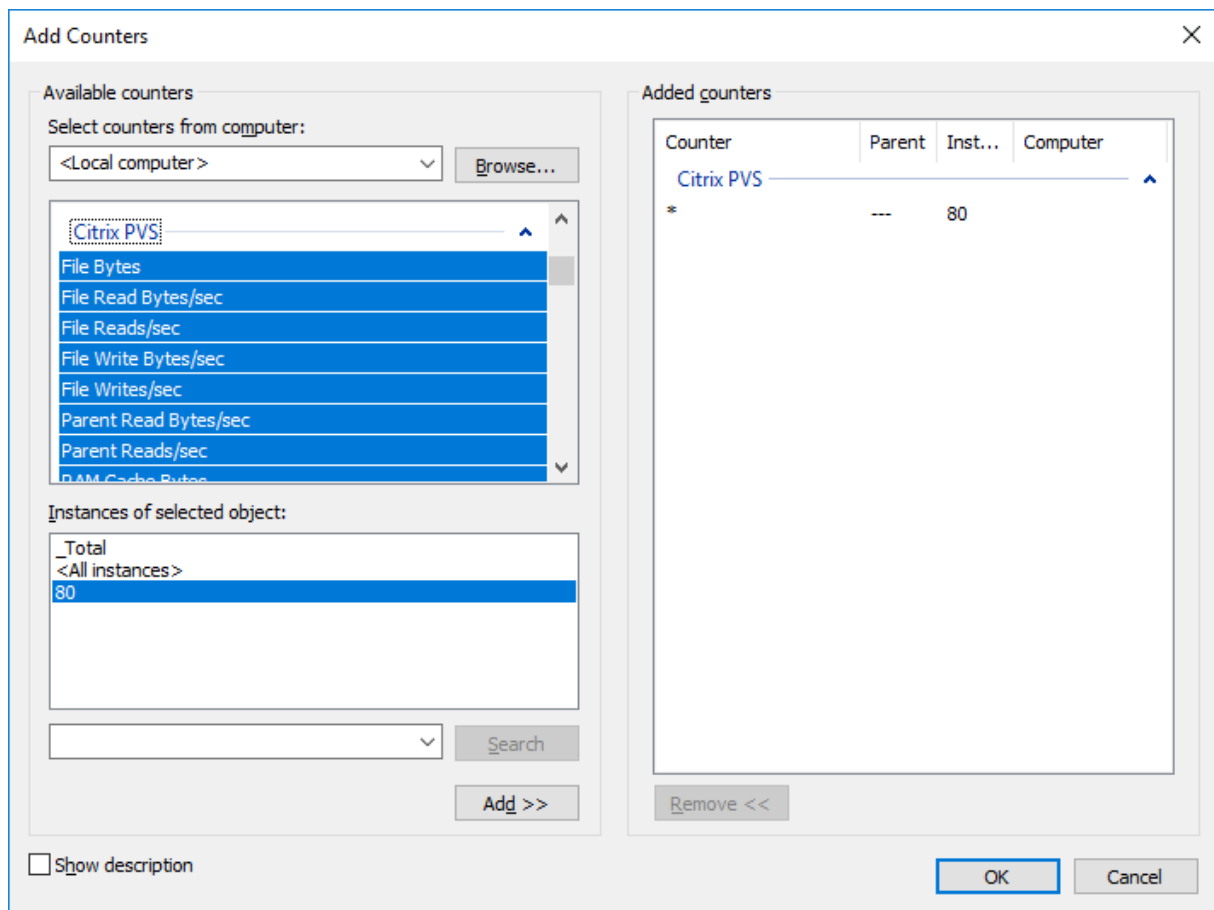 Add Counters
Available counters
Select counters from computer:
<Local computer>
Browse...
Citrix PVS
File Bytes
File Read Bytes/sec
File Reads/sec
File Write Bytes/sec
File Writes/sec
Parent Read Bytes/sec
Parent Reads/sec
RAM Cache Bytes
Instances of selected object:
_Total
<All instances>
80
Search
Add >>
Show description
Added counters
Counter Parent Inst... Computer
Citrix PVS
* --- 80
Remove <<
OK Cancel